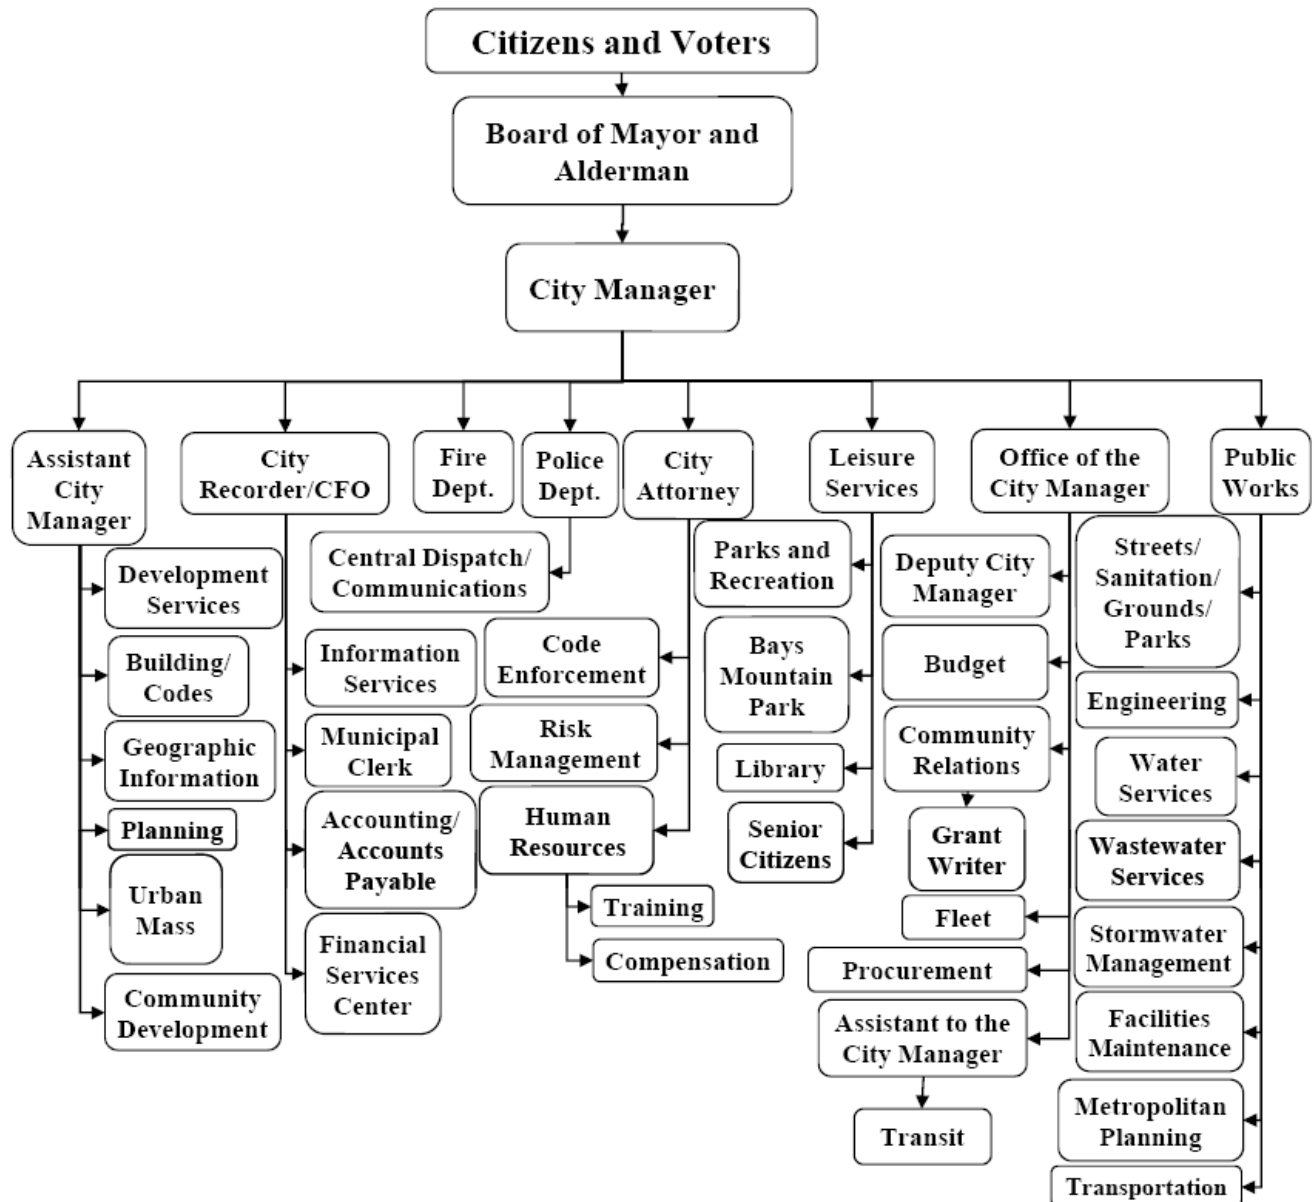 Citizens and Voters
Board of Mayor and
Alderman
City Manager
Assistant
City
Manager
City
Recorder/CFO
Fire
Dept.
Police
Dept.
City
Attorney
Leisure
Services
Office of the
City Manager
Public
Works
Development
Services
Building/
Codes
Geographic
Information
Planning
Urban
Mass
Community
Development
Information
Services
Municipal
Clerk
Accounting/
Accounts
Payable
Financial
Services
Center
Central Dispatch/
Communications
Code
Enforcement
Risk
Management
Human
Resources
Training
Compensation
Parks and
Recreation
Bays
Mountain
Park
Library
Senior
Citizens
Deputy City
Manager
Budget
Community
Relations
Grant
Writer
Fleet
Procurement
Assistant to the
City Manager
Transit
Streets/
Sanitation/
Grounds/
Parks
Engineering
Water
Services
Wastewater
Services
Stormwater
Management
Facilities
Maintenance
Metropolitan
Planning
Transportation